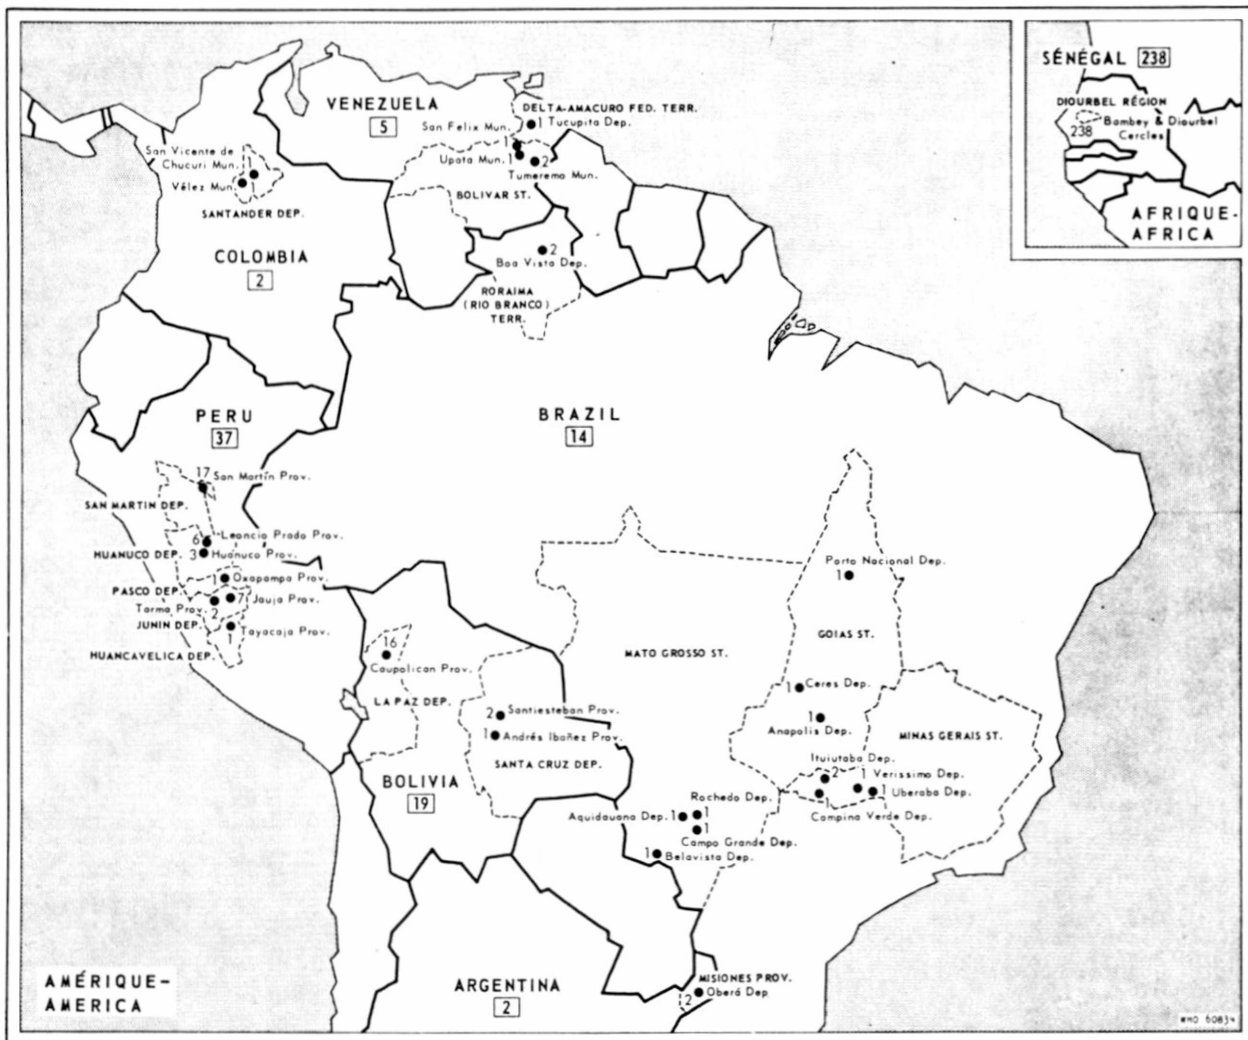 SÉNÉGAL 238
DIOURBEL RÉGION
Bambey & Diourbel
Cercles
238
AFRIQUE-
AFRICA
VENEZUELA
5
DELTA-AMACURO FED. TERR.
1 Tucupita Dep.
San Felix Mun.
1
Upata Mun. 1
2
Tumeremo Mun.
BOLIVAR ST.
San Vicente de
Chucuri Mun.
1
Vélez Mun.
1
SANTANDER DEP.
COLOMBIA
2
2
Boa Vista Dep.
RORAIMA
(RIO BRANCO)
TERR.
PERU
37
BRAZIL
14
17
San Martín Prov.
SAN MARTIN DEP.
6 Leoncio Prado Prov.
HUANUCO DEP. 3 Huanuco Prov.
1 Oxapampa Prov.
PASCO DEP.
7 Jauja Prov.
Tarma Prov. 2
JUNIN DEP.
1 Tayacaja Prov.
HUANCAVELICA DEP.
16
Caupolican Prov.
LA PAZ DEP.
2 Santiesteban Prov.
1 Andrés Ibañez Prov.
SANTA CRUZ DEP.
BOLIVIA
19
Porto Nacional Dep.
1
GOIAS ST.
MATO GROSSO ST.
1 Ceres Dep.
1
Anapolis Dep.
MINAS GERAIS ST.
Ituiutaba Dep.
2
1 Verissimo Dep.
1 Uberaba Dep.
1
Campina Verde Dep.
Rochedo Dep.
1
Aquidauana Dep. 1
1
Campo Grande Dep.
1 Belavista Dep.
ARGENTINA
2
MISIONES PROV.
2 Oberá Dep
AMÉRIQUE-
AMERICA
WHO 60834